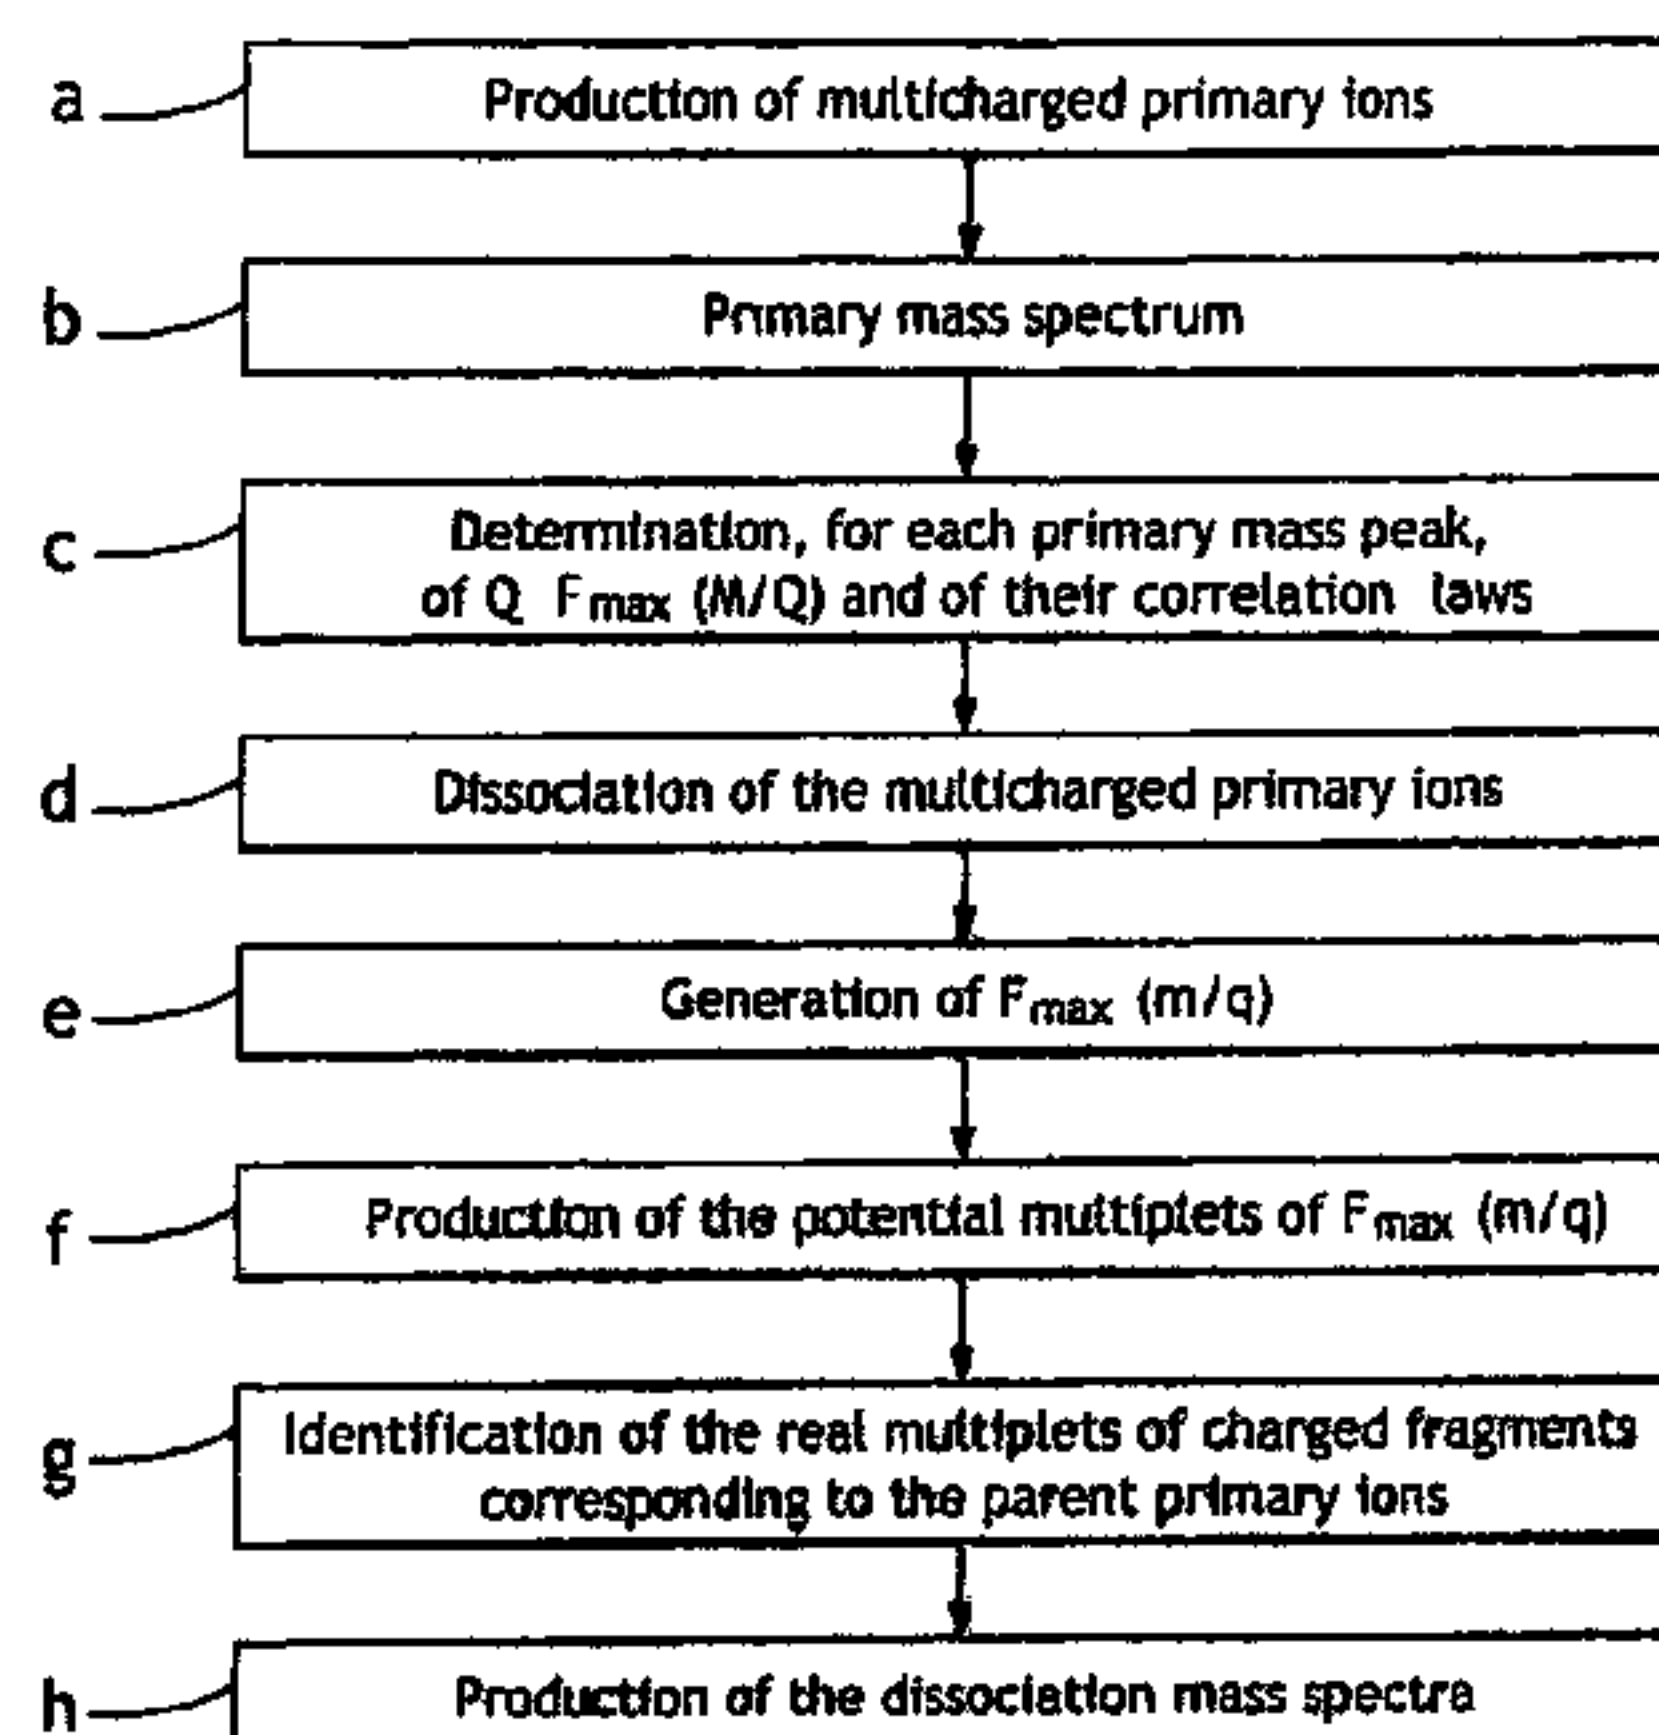 a Production of multicharged primary ions
b Primary mass spectrum
c Determination, for each primary mass peak,
of Q Fmax (M/Q) and of their correlation laws
d Dissociation of the multicharged primary ions
e Generation of Fmax (m/q)
f Production of the potential multiplets of Fmax (m/q)
g Identification of the real multiplets of charged fragments
corresponding to the parent primary ions
h Production of the dissociation mass spectra